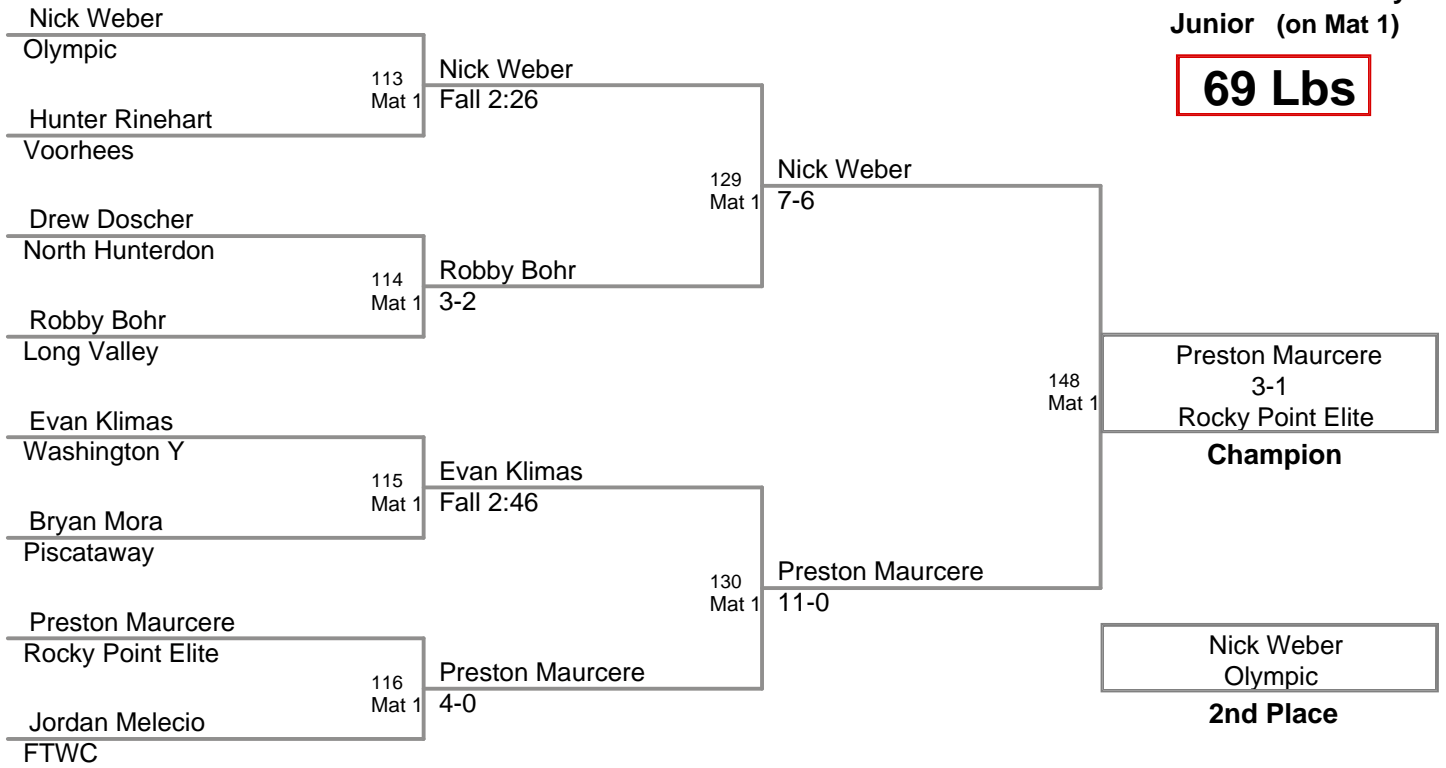 Junior (on Mat 1)
69 Lbs
Nick Weber
Olympic
113
Mat 1
Nick Weber
Fall 2:26
Hunter Rinehart
Voorhees
129
Mat 1
Nick Weber
7-6
Drew Doscher
North Hunterdon
114
Mat 1
Robby Bohr
3-2
Robby Bohr
Long Valley
148
Mat 1
Preston Maurcere
3-1
Rocky Point Elite
Champion
Evan Klimas
Washington Y
115
Mat 1
Evan Klimas
Fall 2:46
Bryan Mora
Piscataway
130
Mat 1
Preston Maurcere
11-0
Preston Maurcere
Rocky Point Elite
116
Mat 1
Preston Maurcere
4-0
Jordan Melecio
FTWC
Nick Weber
Olympic
2nd Place